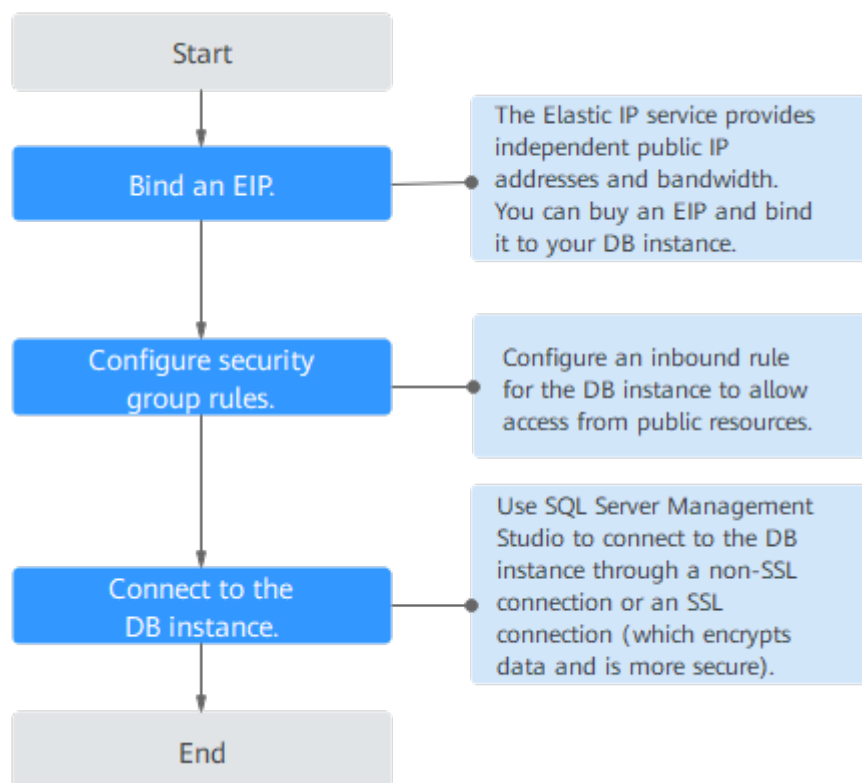 Start
Bind an EIP.
The Elastic IP service provides
independent public IP
addresses and bandwidth.
You can buy an EIP and bind
it to your DB instance.
Configure security
group rules.
Configure an inbound rule
for the DB instance to allow
access from public resources.
Connect to the
DB instance.
Use SQL Server Management
Studio to connect to the DB
instance through a non-SSL
connection or an SSL
connection (which encrypts
data and is more secure).
End